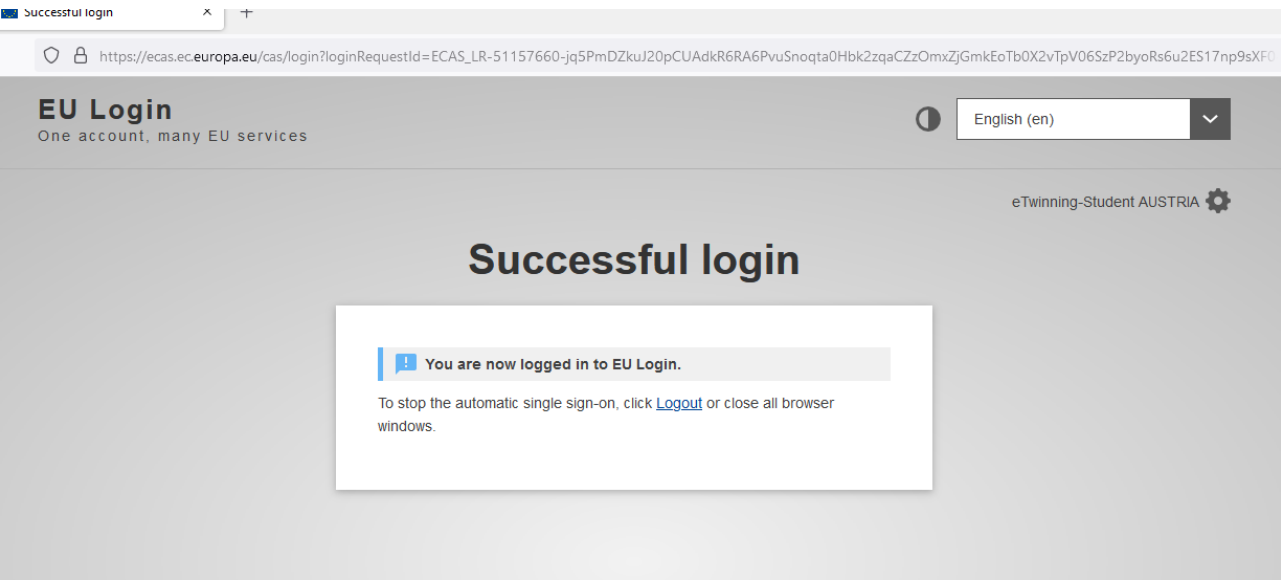 Successful login
https://ecas.ec.europa.eu/cas/login?loginRequestId=ECAS_LR-51157660-jq5PmDZkuJ20pCUAdkR6RA6PvuSnoqta0Hbk2zqaCZzOmxZjGmkEoTb0X2vTpV06SzP2byoRs6u2ES17np9sXF0
EU Login
One account, many EU services
English (en)
eTwinning-Student AUSTRIA
Successful login
You are now logged in to EU Login.
To stop the automatic single sign-on, click Logout or close all browser
windows.